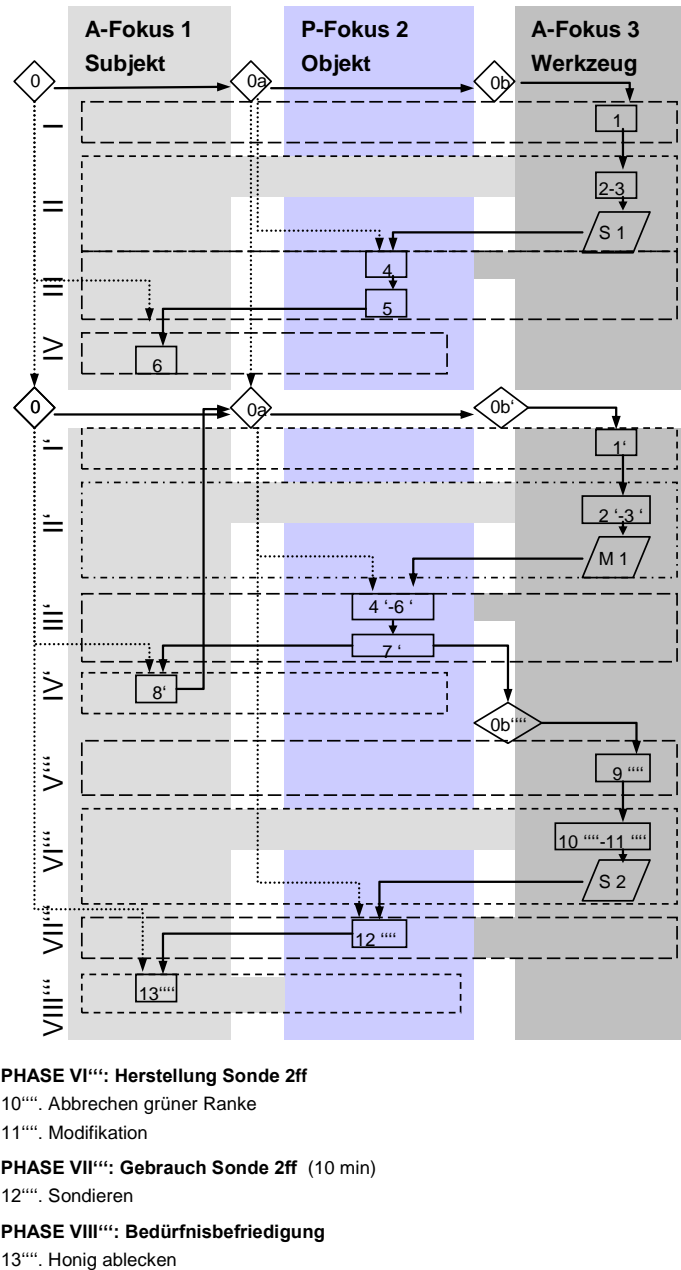 A-Fokus 1 P-Fokus 2 A-Fokus 3
Subjekt Objekt Werkzeug
0 0a 0b
I 1
II 2-3
S 1
III 4
5
IV 6
0 0a 0b‘
I‘ 1‘
II‘ 2 ‘-3 ‘
M 1
III‘ 4 ‘-6 ‘
7 ‘
IV‘ 8‘
0b‘‘‘‘
V‘‘‘ 9 ‘‘‘‘
VI‘‘‘ 10 ‘‘‘‘-11 ‘‘‘‘
S 2
VII‘‘‘ 12 ‘‘‘‘
VIII‘‘‘ 13‘‘‘‘
PHASE VI‘‘‘: Herstellung Sonde 2ff
10‘‘‘‘. Abbrechen grüner Ranke
11‘‘‘‘. Modifikation
PHASE VII‘‘‘: Gebrauch Sonde 2ff (10 min)
12‘‘‘‘. Sondieren
PHASE VIII‘‘‘: Bedürfnisbefriedigung
13‘‘‘‘. Honig ablecken